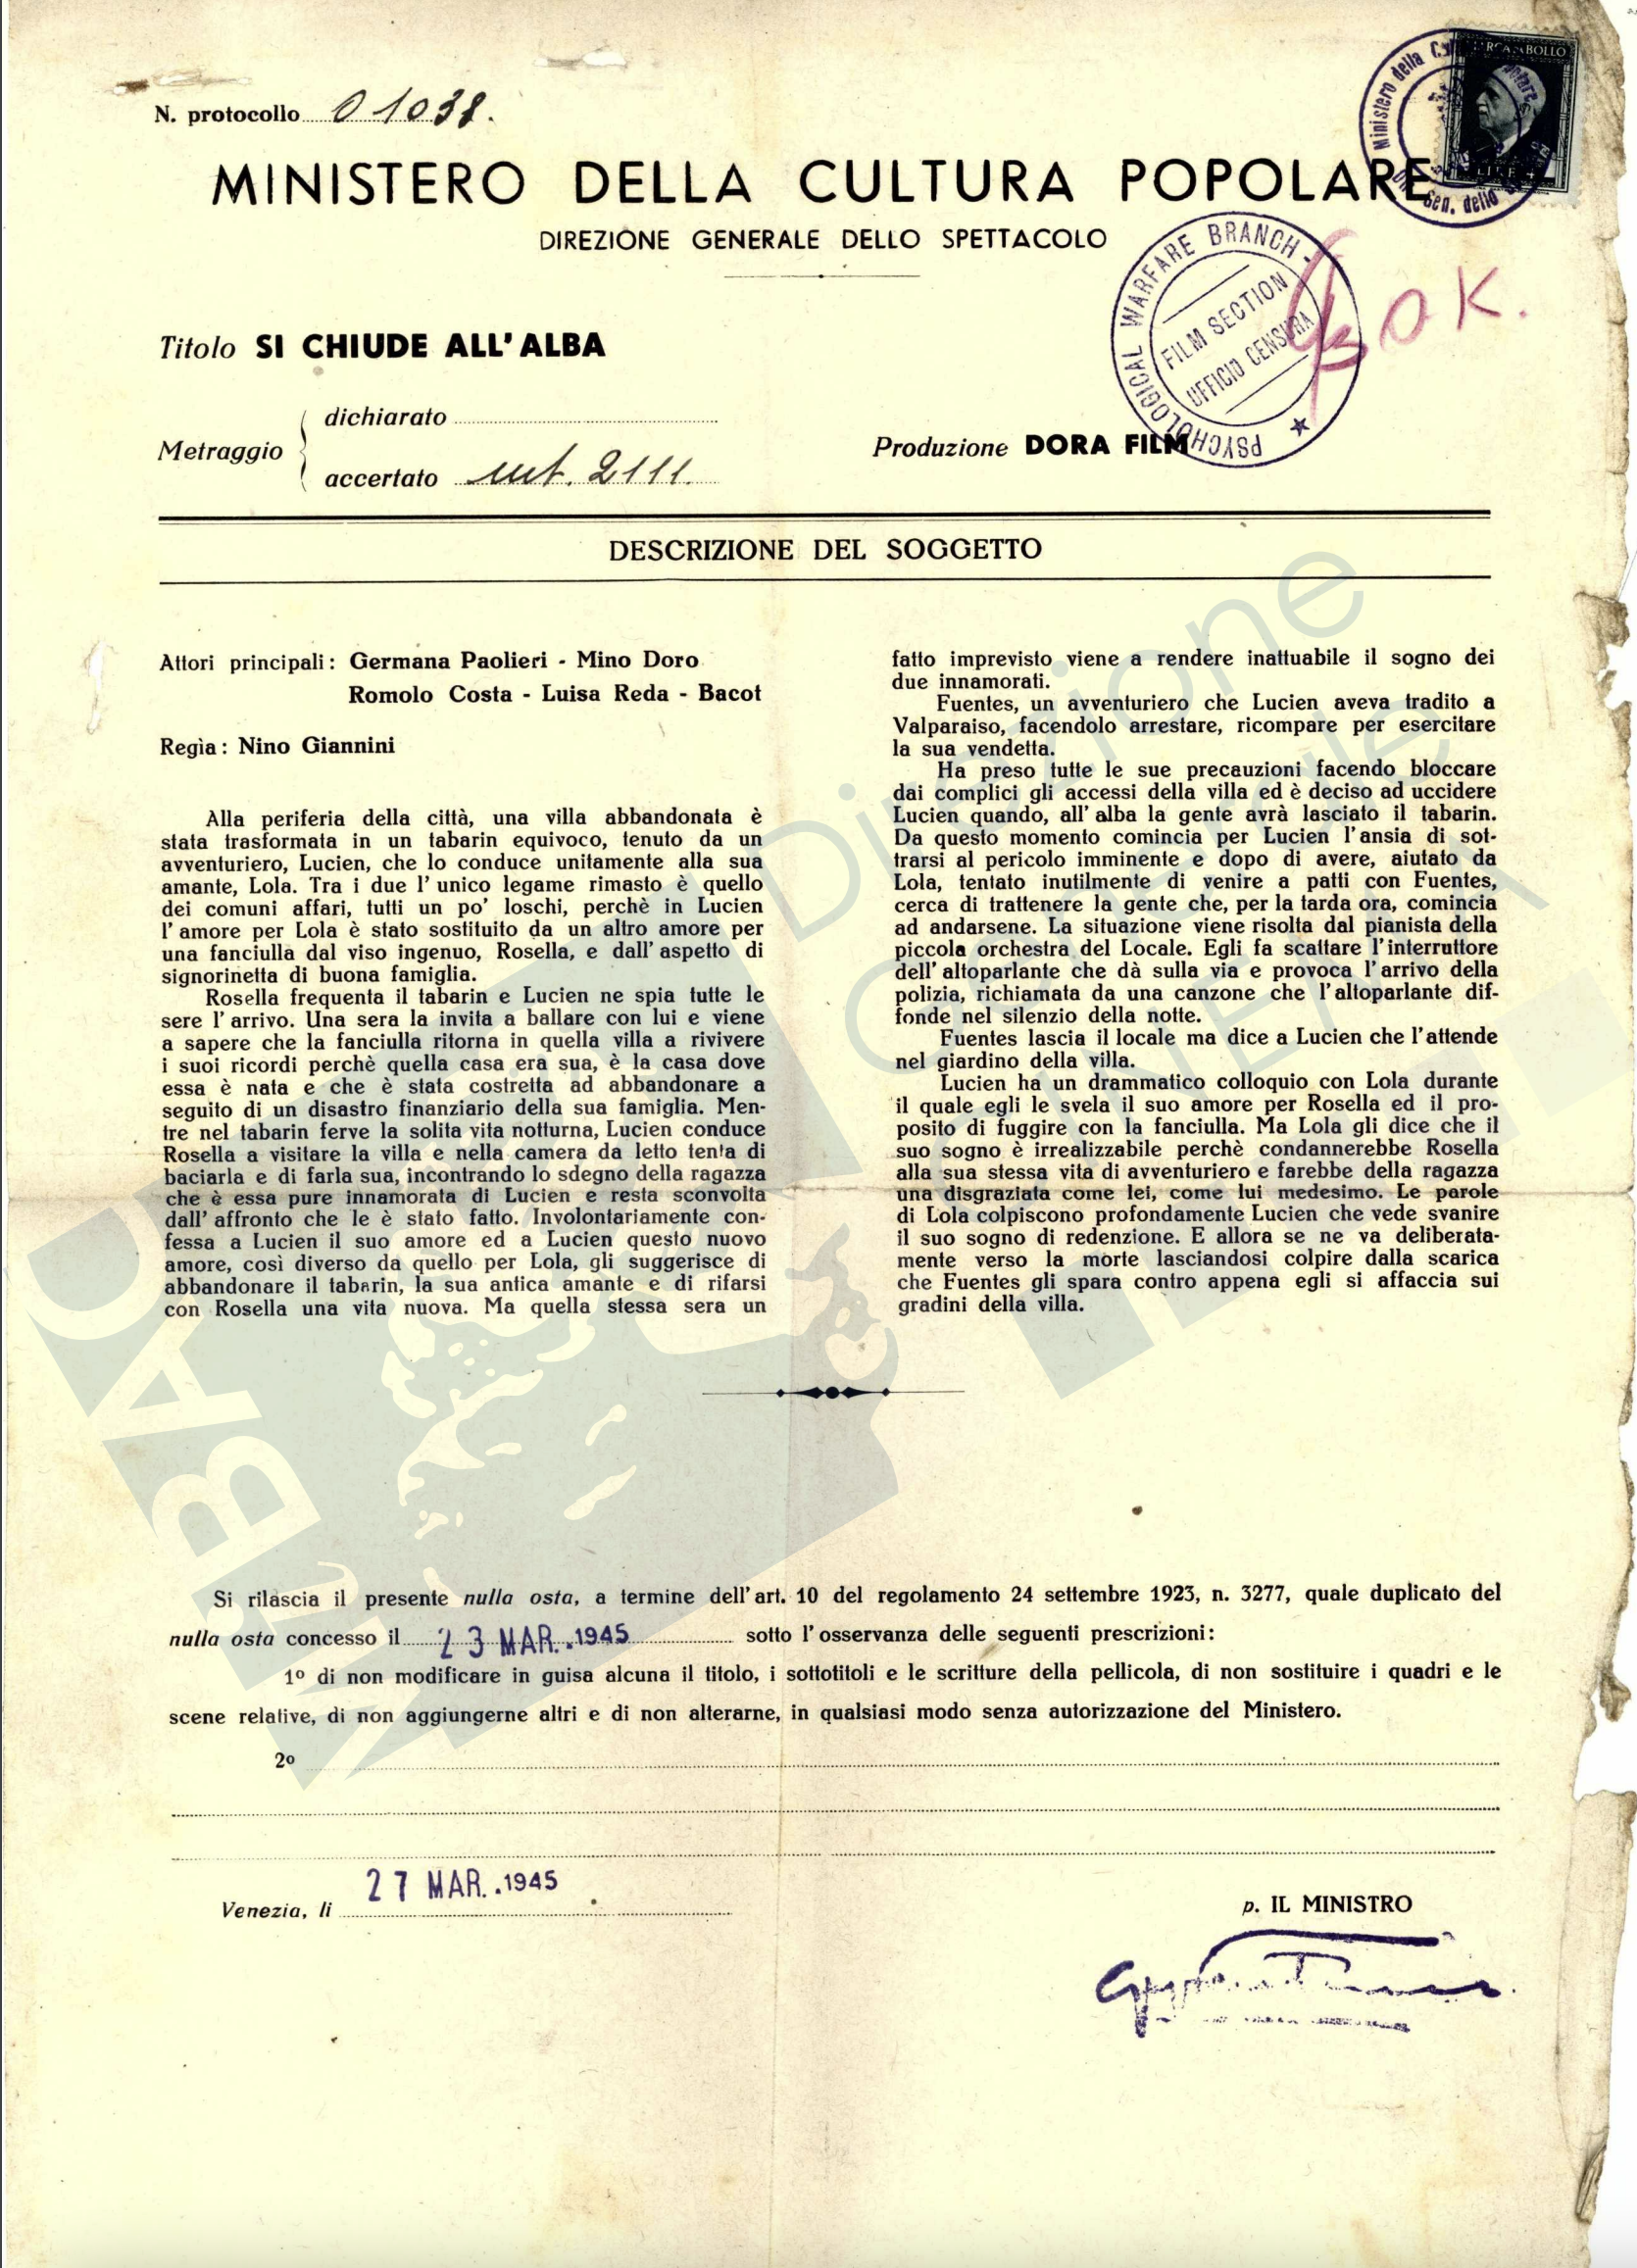 N. protocollo 01038.
MARCA DA BOLLO
Ministero della Cultura Popolare
Dir. Gen. dello
LIRE
MINISTERO DELLA CULTURA POPOLARE
DIREZIONE GENERALE DELLO SPETTACOLO
PSYCHOLOGICAL WARFARE BRANCH -
FILM SECTION
UFFICIO CENSURA
OK.
Titolo SI CHIUDE ALL'ALBA
Metraggio
dichiarato
accertato mt. 2111.
Produzione DORA FILM
DESCRIZIONE DEL SOGGETTO
Attori principali: Germana Paolieri - Mino Doro
Romolo Costa - Luisa Reda - Bacot
Regìa: Nino Giannini
Alla periferia della città, una villa abbandonata è
stata trasformata in un tabarin equivoco, tenuto da un
avventuriero, Lucien, che lo conduce unitamente alla sua
amante, Lola. Tra i due l'unico legame rimasto è quello
dei comuni affari, tutti un po' loschi, perchè in Lucien
l'amore per Lola è stato sostituito da un altro amore per
una fanciulla dal viso ingenuo, Rosella, e dall'aspetto di
signorinetta di buona famiglia.
Rosella frequenta il tabarin e Lucien ne spia tutte le
sere l'arrivo. Una sera la invita a ballare con lui e viene
a sapere che la fanciulla ritorna in quella villa a rivivere
i suoi ricordi perchè quella casa era sua, è la casa dove
essa è nata e che è stata costretta ad abbandonare a
seguito di un disastro finanziario della sua famiglia. Men-
tre nel tabarin ferve la solita vita notturna, Lucien conduce
Rosella a visitare la villa e nella camera da letto tenta di
baciarla e di farla sua, incontrando lo sdegno della ragazza
che è essa pure innamorata di Lucien e resta sconvolta
dall'affronto che le è stato fatto. Involontariamente con-
fessa a Lucien il suo amore ed a Lucien questo nuovo
amore, così diverso da quello per Lola, gli suggerisce di
abbandonare il tabarin, la sua antica amante e di rifarsi
con Rosella una vita nuova. Ma quella stessa sera un
fatto imprevisto viene a rendere inattuabile il sogno dei
due innamorati.
Fuentes, un avventuriero che Lucien aveva tradito a
Valparaiso, facendolo arrestare, ricompare per esercitare
la sua vendetta.
Ha preso tutte le sue precauzioni facendo bloccare
dai complici gli accessi della villa ed è deciso ad uccidere
Lucien quando, all'alba la gente avrà lasciato il tabarin.
Da questo momento comincia per Lucien l'ansia di sot-
trarsi al pericolo imminente e dopo di avere, aiutato da
Lola, tentato inutilmente di venire a patti con Fuentes,
cerca di trattenere la gente che, per la tarda ora, comincia
ad andarsene. La situazione viene risolta dal pianista della
piccola orchestra del Locale. Egli fa scattare l'interruttore
dell'altoparlante che dà sulla via e provoca l'arrivo della
polizia, richiamata da una canzone che l'altoparlante dif-
fonde nel silenzio della notte.
Fuentes lascia il locale ma dice a Lucien che l'attende
nel giardino della villa.
Lucien ha un drammatico colloquio con Lola durante
il quale egli le svela il suo amore per Rosella ed il pro-
posito di fuggire con la fanciulla. Ma Lola gli dice che il
suo sogno è irrealizzabile perchè condannerebbe Rosella
alla sua stessa vita di avventuriero e farebbe della ragazza
una disgraziata come lei, come lui medesimo. Le parole
di Lola colpiscono profondamente Lucien che vede svanire
il suo sogno di redenzione. E allora se ne va deliberata-
mente verso la morte lasciandosi colpire dalla scarica
che Fuentes gli spara contro appena egli si affaccia sui
gradini della villa.
Direzione
Generale
CINEMA
Si rilascia il presente nulla osta, a termine dell'art. 10 del regolamento 24 settembre 1923, n. 3277, quale duplicato del
nulla osta concesso il 23 MAR. 1945 sotto l'osservanza delle seguenti prescrizioni:
1º di non modificare in guisa alcuna il titolo, i sottotitoli e le scritture della pellicola, di non sostituire i quadri e le
scene relative, di non aggiungerne altri e di non alterarne, in qualsiasi modo senza autorizzazione del Ministero.
2º
Venezia, li 27 MAR. 1945
p. IL MINISTRO